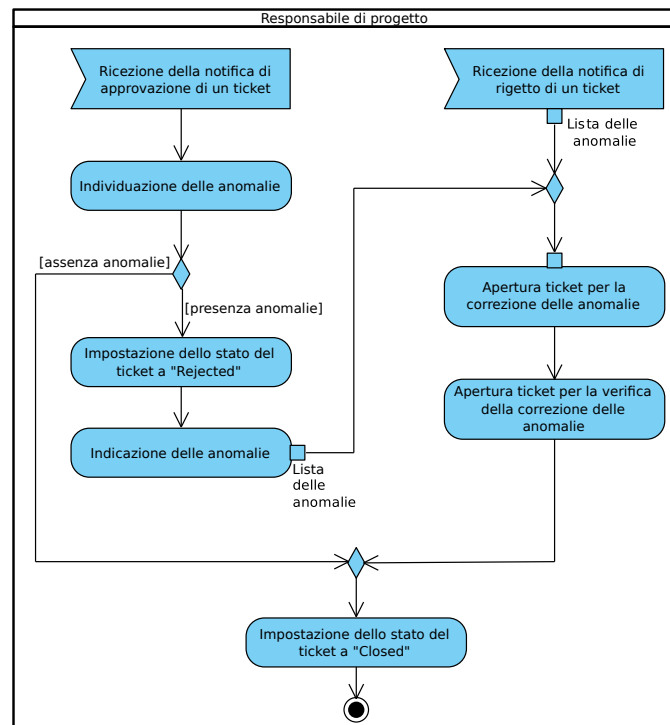 Responsabile di progetto
Ricezione della notifica di
approvazione di un ticket
Ricezione della notifica di
rigetto di un ticket
Lista delle
anomalie
Individuazione delle anomalie
[assenza anomalie]
[presenza anomalie]
Apertura ticket per la
correzione delle anomalie
Impostazione dello stato del
ticket a "Rejected"
Apertura ticket per la verifica
della correzione delle
anomalie
Indicazione delle anomalie
Lista
delle
anomalie
Impostazione dello stato del
ticket a "Closed"